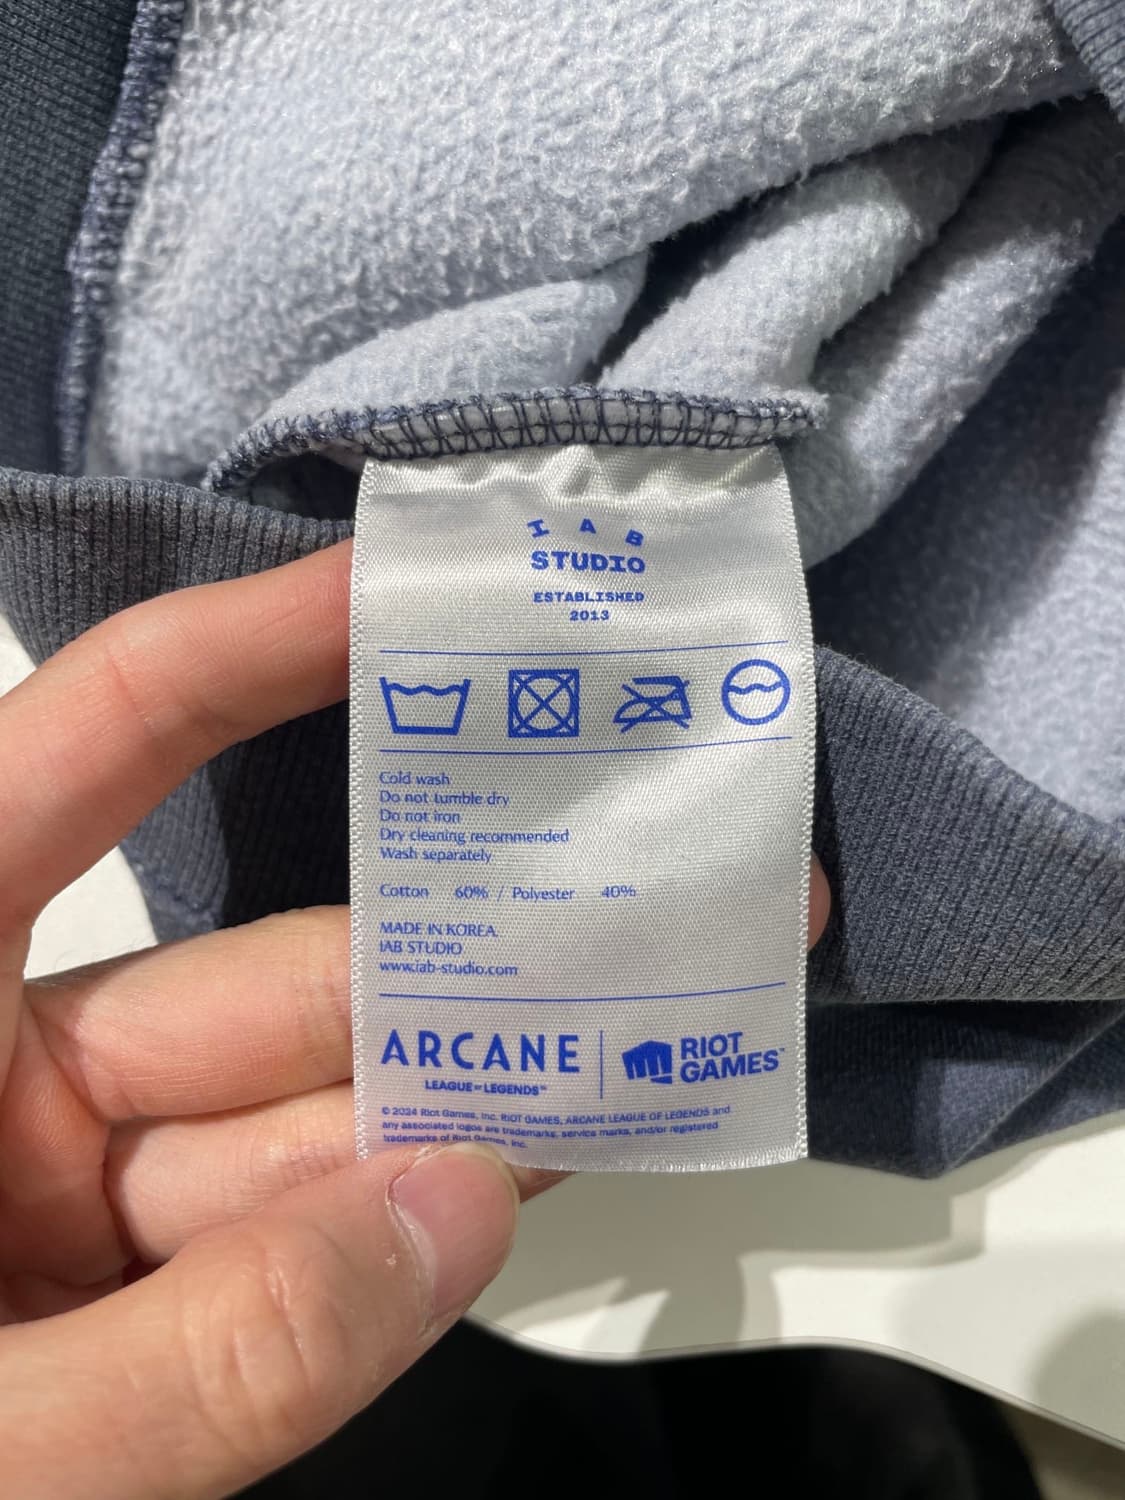 IAB
STUDIO
ESTABLISHED
2013
Cold wash
Do not tumble dry
Do not iron
Dry cleaning recommended
Wash separately
Cotton 60% / Polyester 40%
MADE IN KOREA
IAB STUDIO
www.iab-studio.com
ARCANE
LEAGUE OF LEGENDS™
RIOT
GAMES™
© 2024 Riot Games, Inc. RIOT GAMES, ARCANE LEAGUE OF LEGENDS and
any associated logos are trademarks, service marks, and/or registered
trademarks of Riot Games, Inc.